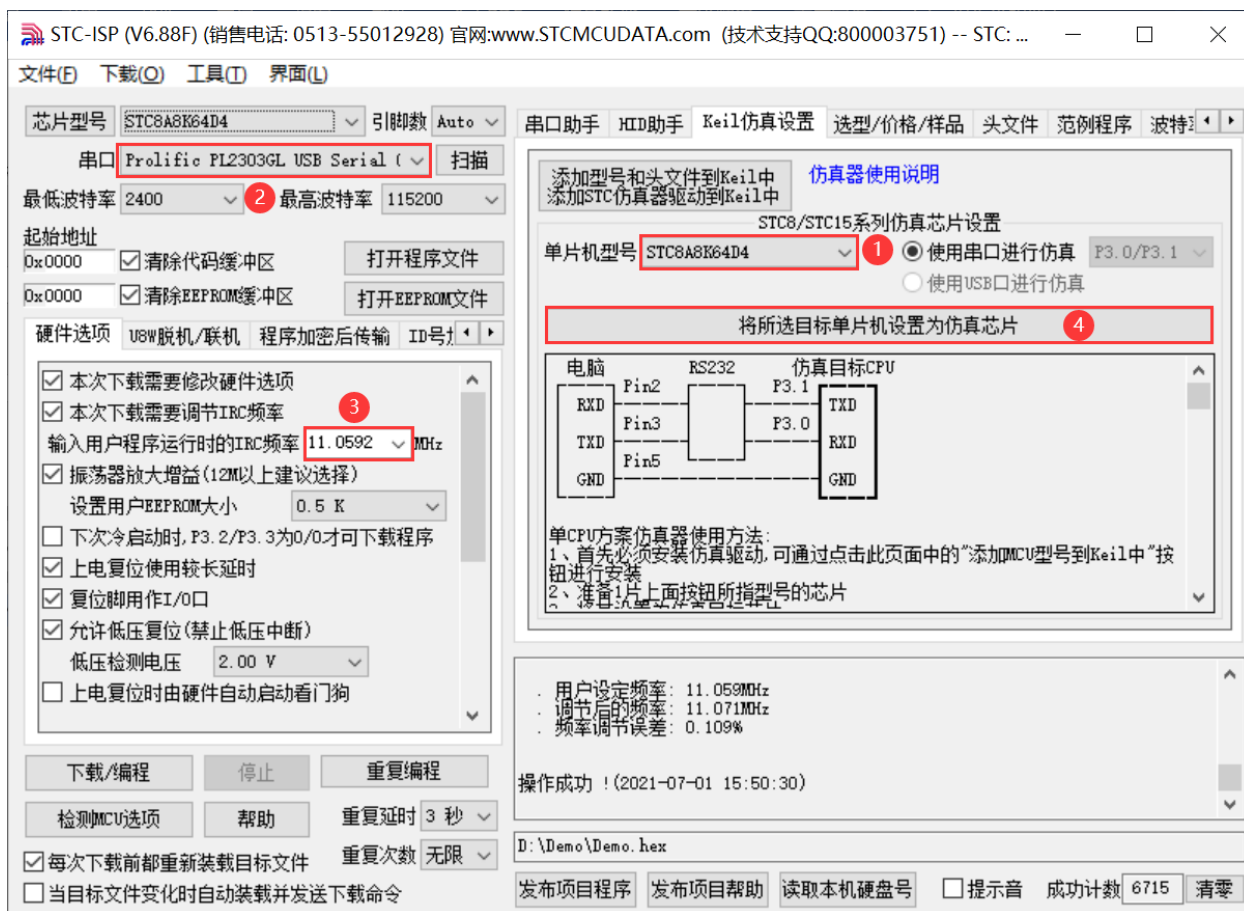 STC-ISP (V6.88F) (销售电话: 0513-55012928) 官网:www.STCMCUDATA.com (技术支持QQ:800003751) -- STC: ...
文件(F) 下载(O) 工具(T) 界面(L)
芯片型号 STC8A8K64D4 引脚数 Auto
串口 Prolific PL2303GL USB Serial ( 扫描
最低波特率 2400 2 最高波特率 115200
起始地址
0x0000 清除代码缓冲区 打开程序文件
0x0000 清除EEPROM缓冲区 打开EEPROM文件
硬件选项 U8W脱机/联机 程序加密后传输 ID号
本次下载需要修改硬件选项
本次下载需要调节IRC频率
3
输入用户程序运行时的IRC频率 11.0592 MHz
振荡器放大增益(12M以上建议选择)
设置用户EEPROM大小 0.5 K
下次冷启动时,P3.2/P3.3为0/0才可下载程序
上电复位使用较长延时
复位脚用作I/O口
允许低压复位(禁止低压中断)
低压检测电压 2.00 V
上电复位时由硬件自动启动看门狗
下载/编程 停止 重复编程
检测MCU选项 帮助 重复延时 3 秒
每次下载前都重新装载目标文件 重复次数 无限
当目标文件变化时自动装载并发送下载命令
串口助手 HID助手 Keil仿真设置 选型/价格/样品 头文件 范例程序
添加型号和头文件到Keil中
添加STC仿真器驱动到Keil中
仿真器使用说明
STC8/STC15系列仿真芯片设置
单片机型号 STC8A8K64D4 1 使用串口进行仿真 P3.0/P3.1
使用USB口进行仿真
将所选目标单片机设置为仿真芯片 4
电脑 RS232 仿真目标CPU
Pin2 P3.1
RXD TXD
Pin3 P3.0
TXD RXD
Pin5
GND GND
单CPU方案仿真器使用方法:
1、首先必须安装仿真驱动,可通过点击此页面中的"添加MCU型号到Keil中"按
钮进行安装
2、准备1片上面按钮所指型号的芯片
. 用户设定频率: 11.059MHz
. 调节后的频率: 11.071MHz
. 频率调节误差: 0.109%
操作成功 !(2021-07-01 15:50:30)
D:\Demo\Demo.hex
发布项目程序 发布项目帮助 读取本机硬盘号 提示音 成功计数 6715 清零